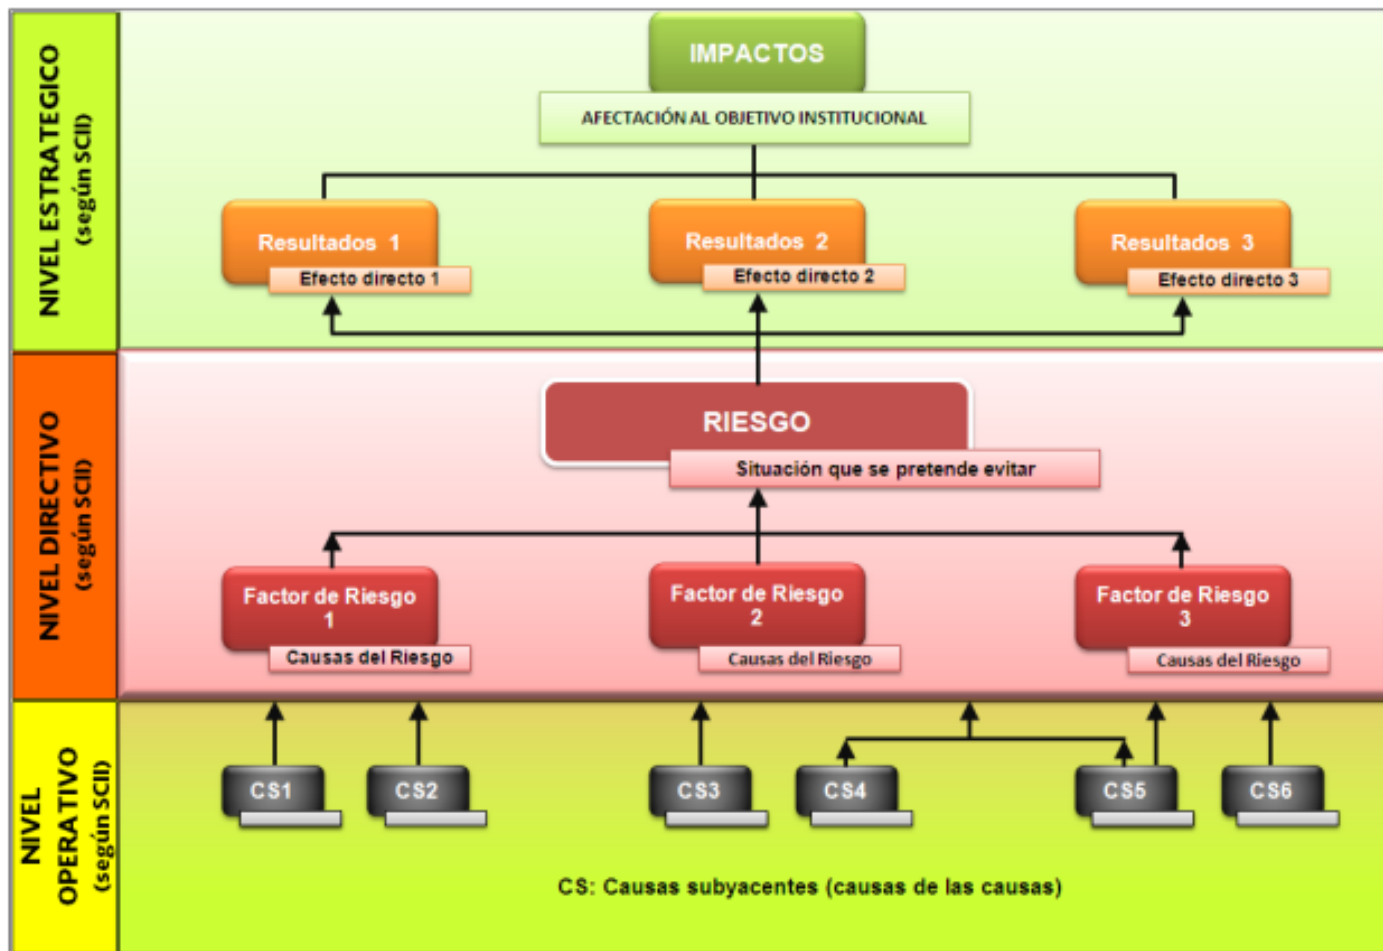 NIVEL ESTRATEGICO
(según SCII)
IMPACTOS
AFECTACIÓN AL OBJETIVO INSTITUCIONAL
Resultados 1
Efecto directo 1
Resultados 2
Efecto directo 2
Resultados 3
Efecto directo 3
NIVEL DIRECTIVO
(según SCII)
RIESGO
Situación que se pretende evitar
Factor de Riesgo
1
Causas del Riesgo
Factor de Riesgo
2
Causas del Riesgo
Factor de Riesgo
3
Causas del Riesgo
NIVEL
OPERATIVO
(según SCII)
CS1
CS2
CS3
CS4
CS5
CS6
CS: Causas subyacentes (causas de las causas)